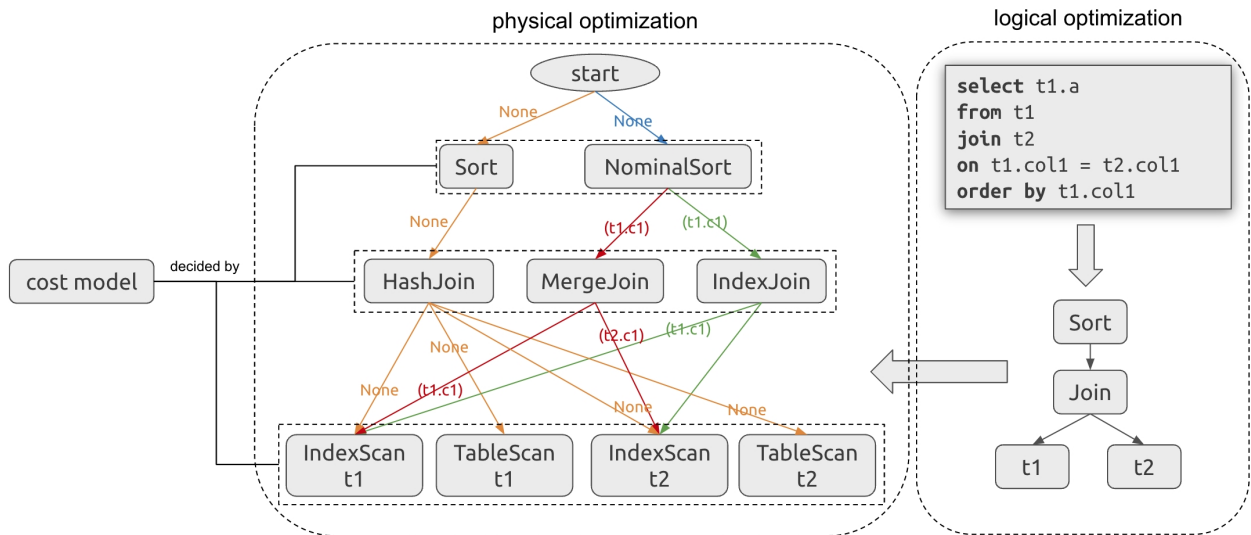 physical optimization
logical optimization
start
None
None
Sort
NominalSort
None
(t1.c1)
(t1.c1)
cost model
decided by
HashJoin
MergeJoin
IndexJoin
None
(t2.c1)
(t1.c1)
None
(t1.c1)
None
None
IndexScan
t1
TableScan
t1
IndexScan
t2
TableScan
t2
select t1.a
from t1
join t2
on t1.col1 = t2.col1
order by t1.col1
Sort
Join
t1
t2